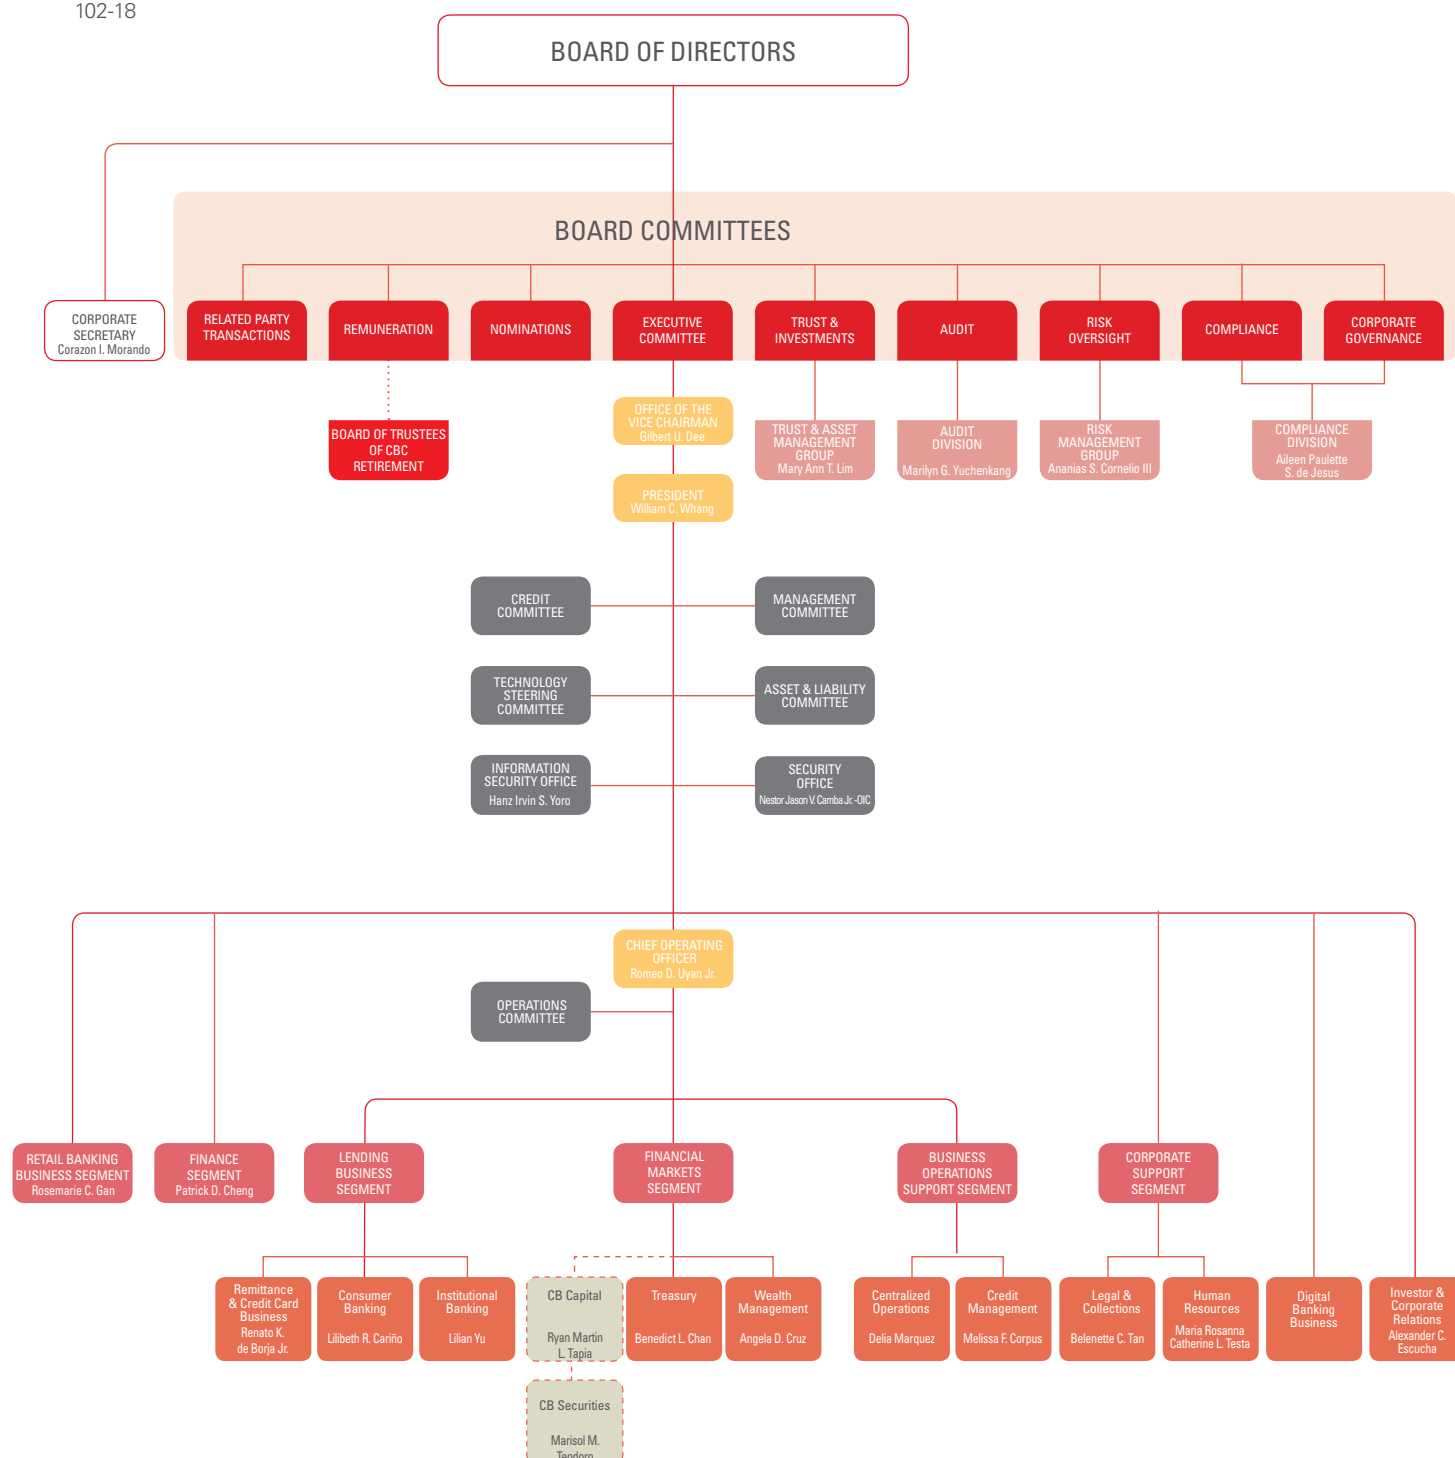 102-18
BOARD OF DIRECTORS
BOARD COMMITTEES
CORPORATE
SECRETARY
Corazon I. Morando
RELATED PARTY
TRANSACTIONS
REMUNERATION
NOMINATIONS
EXECUTIVE
COMMITTEE
TRUST &
INVESTMENTS
AUDIT
RISK
OVERSIGHT
COMPLIANCE
CORPORATE
GOVERNANCE
BOARD OF TRUSTEES
OF CBC
RETIREMENT
OFFICE OF THE
VICE CHAIRMAN
Gilbert U. Dee
TRUST & ASSET
MANAGEMENT
GROUP
Mary Ann T. Lim
AUDIT
DIVISION
Marilyn G. Yuchenkang
RISK
MANAGEMENT
GROUP
Ananias S. Cornelio III
COMPLIANCE
DIVISION
Aileen Paulette
S. de Jesus
PRESIDENT
William C. Whang
CREDIT
COMMITTEE
MANAGEMENT
COMMITTEE
TECHNOLOGY
STEERING
COMMITTEE
ASSET & LIABILITY
COMMITTEE
INFORMATION
SECURITY OFFICE
Hanz Irvin S. Yoro
SECURITY
OFFICE
Nestor Jason V. Camba Jr. -OIC
CHIEF OPERATING
OFFICER
Romeo D. Uyan Jr.
OPERATIONS
COMMITTEE
RETAIL BANKING
BUSINESS SEGMENT
Rosemarie C. Gan
FINANCE
SEGMENT
Patrick D. Cheng
LENDING
BUSINESS
SEGMENT
FINANCIAL
MARKETS
SEGMENT
BUSINESS
OPERATIONS
SUPPORT SEGMENT
CORPORATE
SUPPORT
SEGMENT
Remittance
& Credit Card
Business
Renato K.
de Borja Jr.
Consumer
Banking
Lilibeth R. Cariño
Institutional
Banking
Lilian Yu
CB Capital
Ryan Martin
L. Tapia
Treasury
Benedict L. Chan
Wealth
Management
Angela D. Cruz
Centralized
Operations
Delia Marquez
Credit
Management
Melissa F. Corpus
Legal &
Collections
Belenette C. Tan
Human
Resources
Maria Rosanna
Catherine L. Testa
Digital
Banking
Business
Investor &
Corporate
Relations
Alexander C.
Escucha
CB Securities
Marisol M.
Teodoro